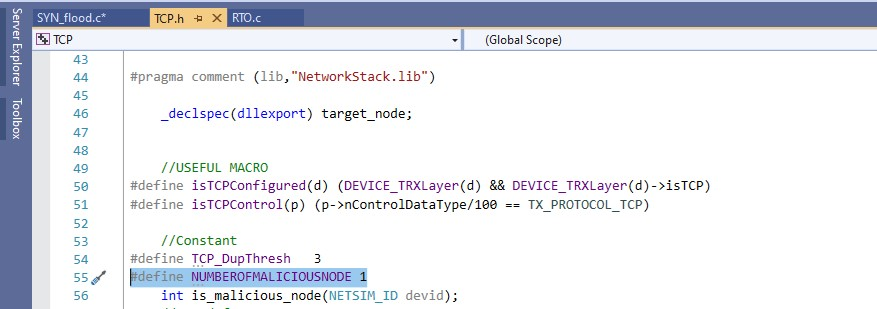 SYN_flood.c*
TCP.h
RTO.c
Server Explorer
Toolbox
TCP
(Global Scope)
43
44 #pragma comment (lib,"NetworkStack.lib")
45
46 _declspec(dllexport) target_node;
47
48
49 //USEFUL MACRO
50 #define isTCPConfigured(d) (DEVICE_TRXLayer(d) && DEVICE_TRXLayer(d)->isTCP)
51 #define isTCPControl(p) (p->nControlDataType/100 == TX_PROTOCOL_TCP)
52
53 //Constant
54 #define TCP_DupThresh 3
55 #define NUMBEROFMALICIOUSNODE 1
56 int is_malicious_node(NETSIM_ID devid);